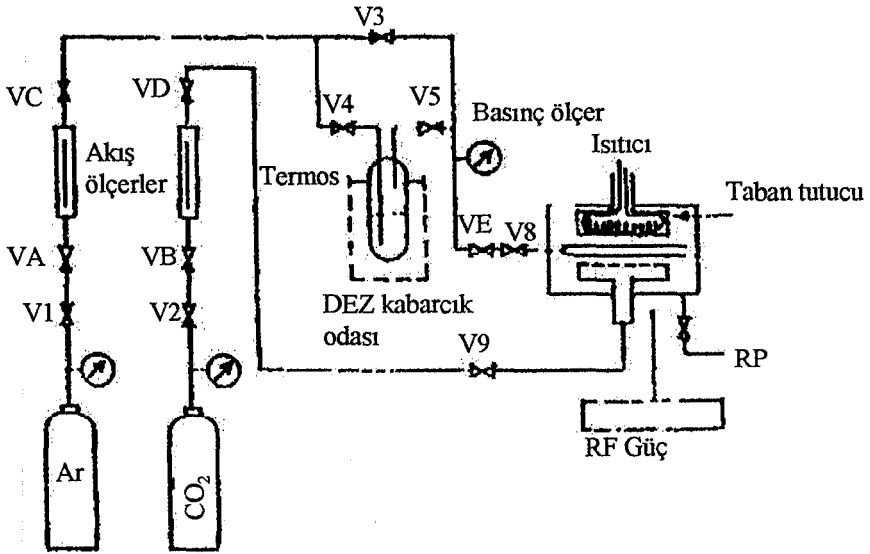 V3
VC
VD
V4
V5
Basınç ölçer
Akış
ölçerler
Isıtıcı
Termos
Taban tutucu
VA
VB
VE
V8
V1
V2
DEZ kabarcık
odası
V9
RP
RF Güç
Ar
CO₂